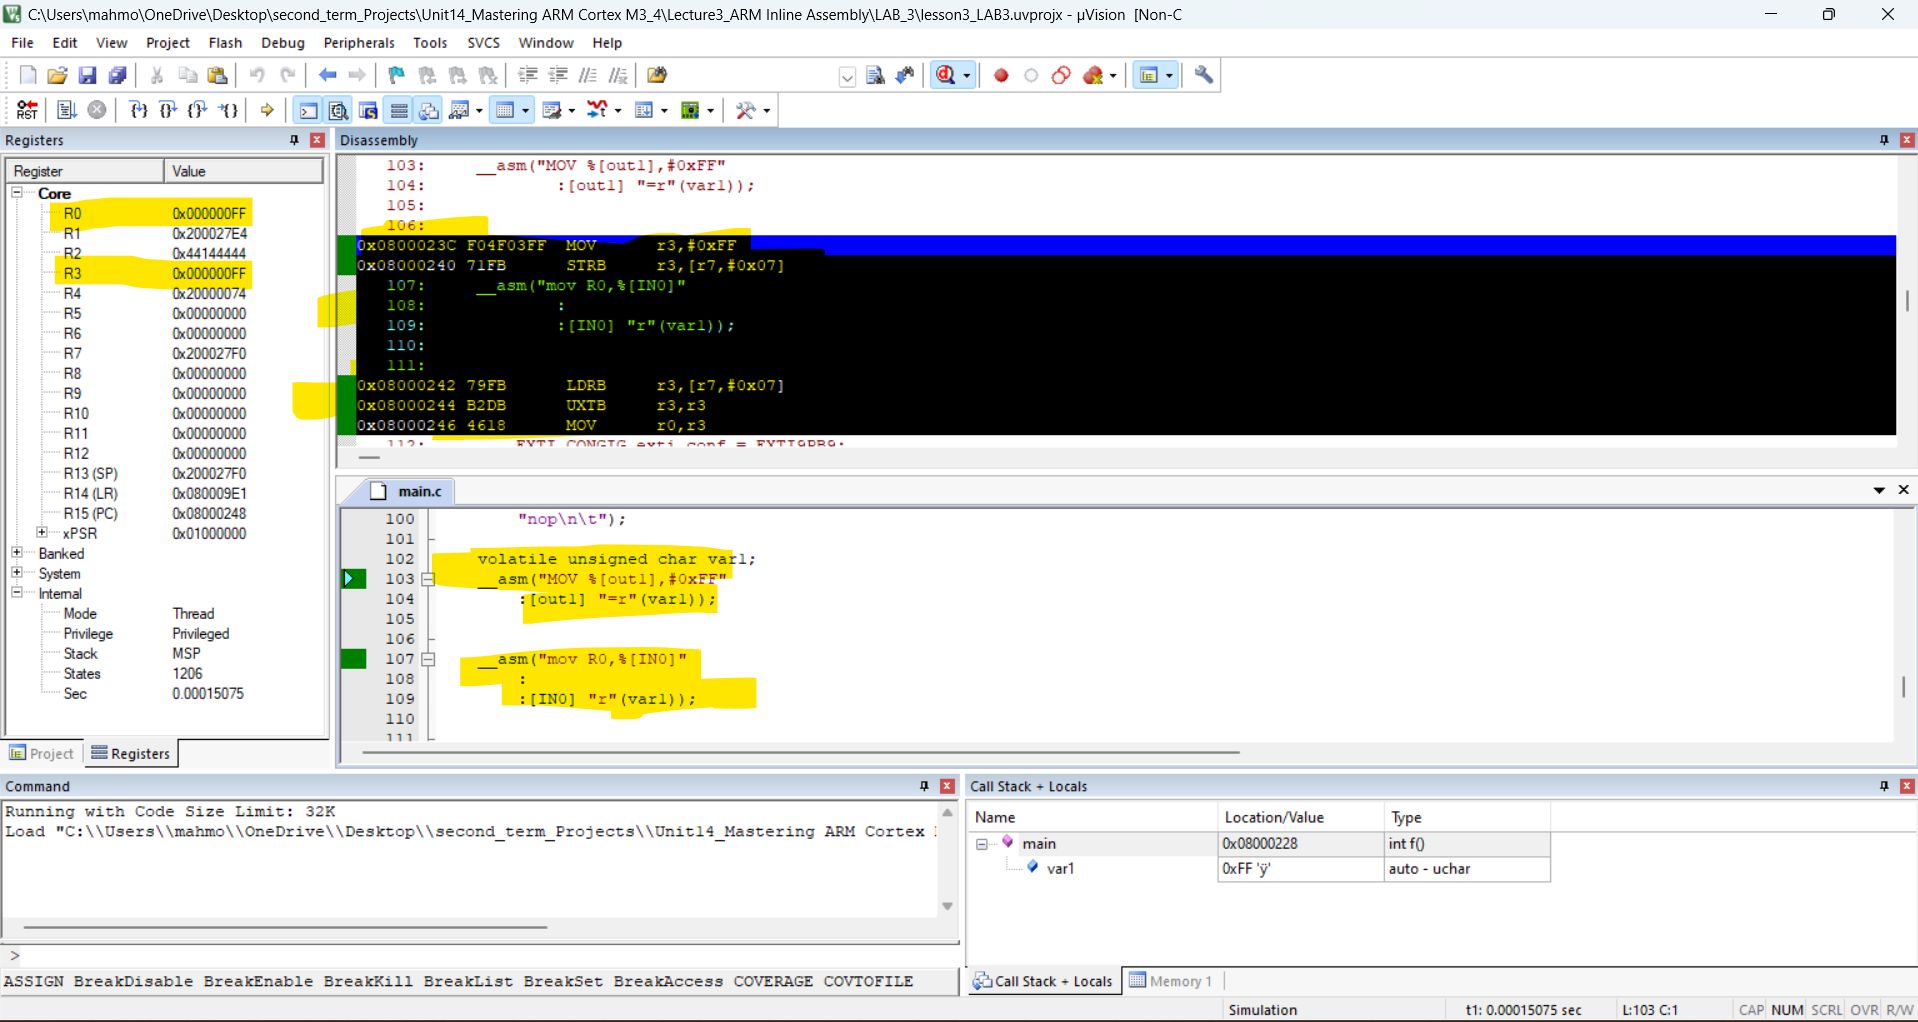 C:\Users\mahmo\OneDrive\Desktop\second_term_Projects\Unit14_Mastering ARM Cortex M3_4\Lecture3_ARM Inline Assembly\LAB_3\lesson3_LAB3.uvprojx - µVision [Non-C
File Edit View Project Flash Debug Peripherals Tools SVCS Window Help
RST
Registers
Register Value
Core
R0 0x000000FF
R1 0x200027E4
R2 0x44144444
R3 0x000000FF
R4 0x20000074
R5 0x00000000
R6 0x00000000
R7 0x200027F0
R8 0x00000000
R9 0x00000000
R10 0x00000000
R11 0x00000000
R12 0x00000000
R13 (SP) 0x200027F0
R14 (LR) 0x080009E1
R15 (PC) 0x08000248
xPSR 0x01000000
Banked
System
Internal
Mode Thread
Privilege Privileged
Stack MSP
States 1206
Sec 0.00015075
Project Registers
Disassembly
103: __asm("MOV %[out1],#0xFF"
104: :[out1] "=r"(var1));
105:
106:
0x0800023C F04F03FF MOV r3,#0xFF
0x08000240 71FB STRB r3,[r7,#0x07]
107: __asm("mov R0,%[IN0]"
108: :
109: :[IN0] "r"(var1));
110:
111:
0x08000242 79FB LDRB r3,[r7,#0x07]
0x08000244 B2DB UXTB r3,r3
0x08000246 4618 MOV r0,r3
112: EXTI_CONGIG exti_conf = EXTI9PB9;
main.c
100 "nop\n\t");
101
102 volatile unsigned char var1;
103 __asm("MOV %[out1],#0xFF"
104 :[out1] "=r"(var1));
105
106
107 __asm("mov R0,%[IN0]"
108 :
109 :[IN0] "r"(var1));
110
111
Command
Running with Code Size Limit: 32K
Load "C:\\Users\\mahmo\\OneDrive\\Desktop\\second_term_Projects\\Unit14_Mastering ARM Cortex
>
ASSIGN BreakDisable BreakEnable BreakKill BreakList BreakSet BreakAccess COVERAGE COVTOFILE
Call Stack + Locals
Name Location/Value Type
main 0x08000228 int f()
var1 0xFF 'ÿ' auto - uchar
Call Stack + Locals Memory 1
Simulation t1: 0.00015075 sec L:103 C:1 CAP NUM SCRL OVR R/W